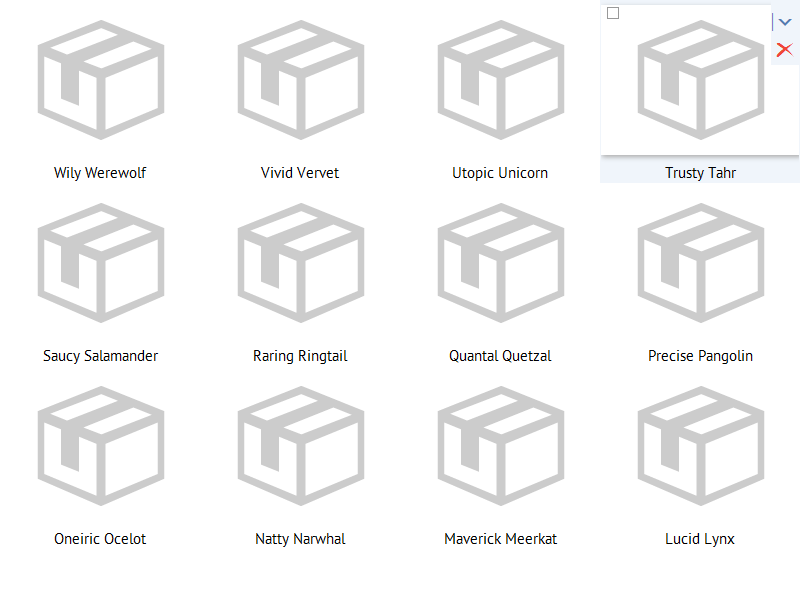 Wily Werewolf
Vivid Vervet
Utopic Unicorn
Trusty Tahr
Saucy Salamander
Raring Ringtail
Quantal Quetzal
Precise Pangolin
Oneiric Ocelot
Natty Narwhal
Maverick Meerkat
Lucid Lynx